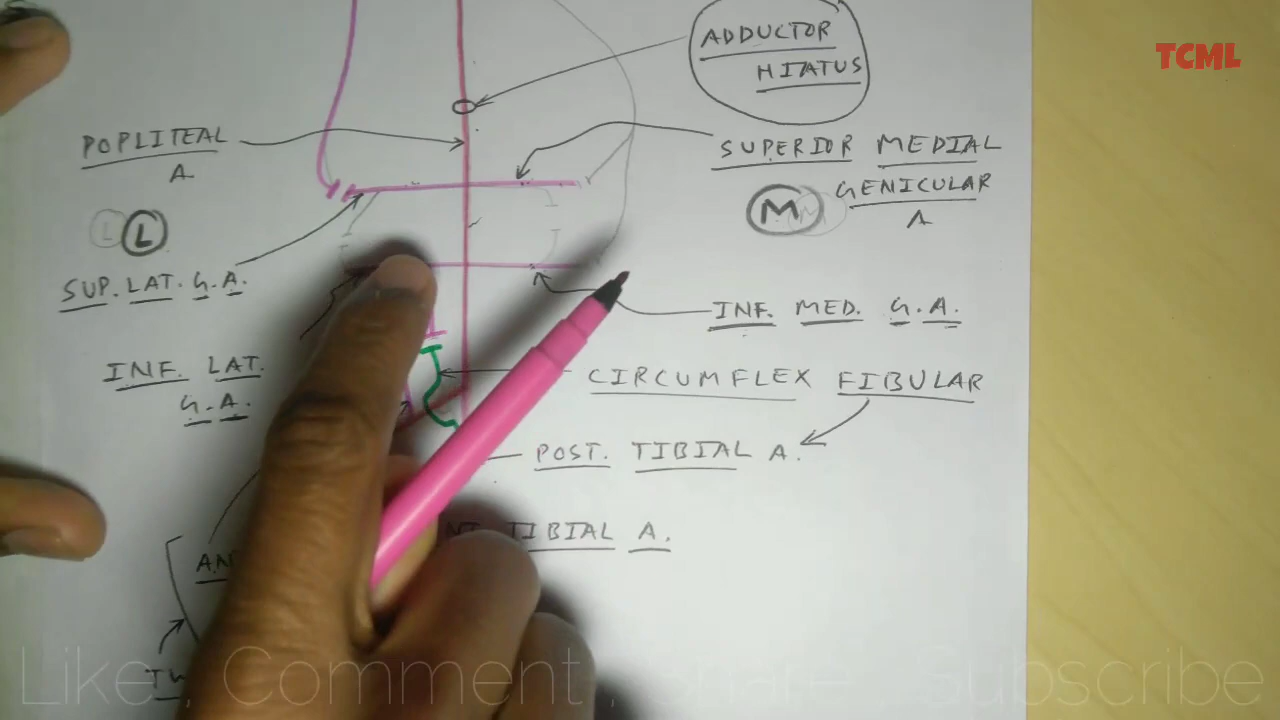 TCML
ADDUCTOR
HIATUS
POPLITEAL
A
SUPERIOR MEDIAL
GENICULAR
A
M
L
SUP. LAT. G.A.
INF. MED. G.A.
INF. LAT.
G.A.
CIRCUMFLEX FIBULAR
POST. TIBIAL A.
TIBIAL A.
Like, Comment, Share, Subscribe